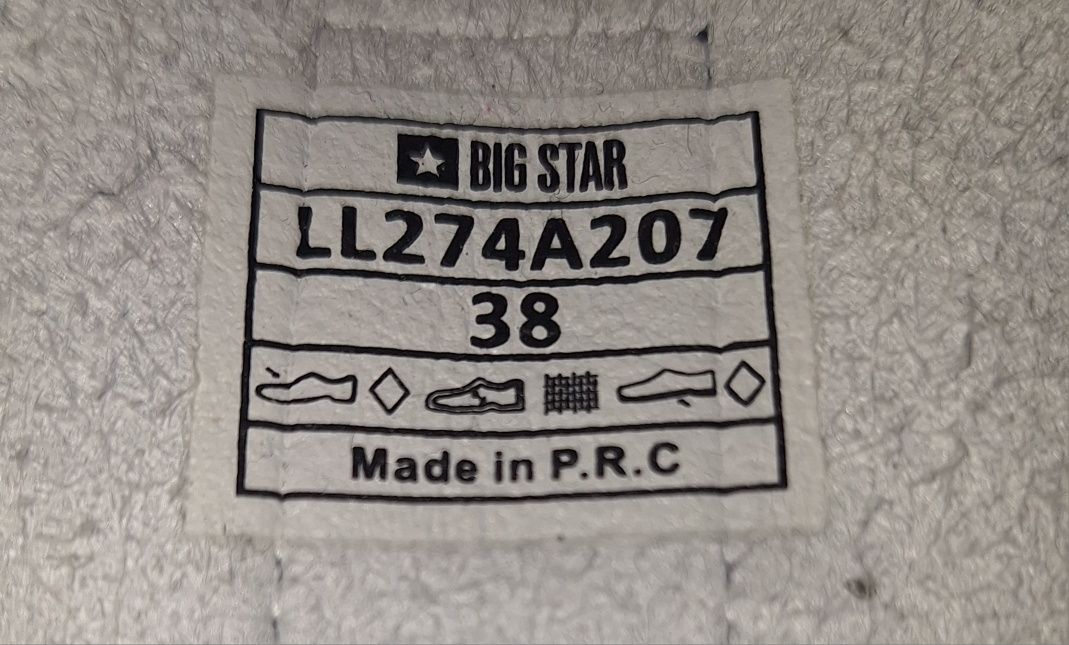 BIG STAR
LL274A207
38
Made in P.R.C